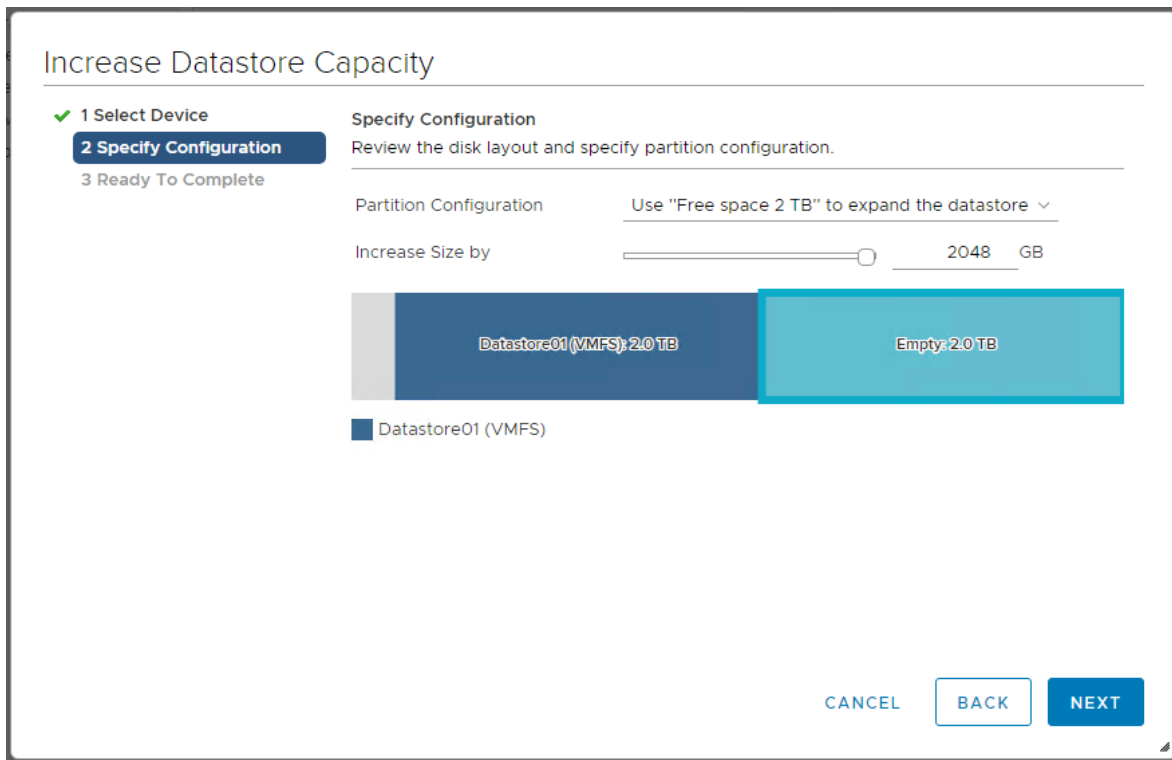 Increase Datastore Capacity
1 Select Device
2 Specify Configuration
3 Ready To Complete
Specify Configuration
Review the disk layout and specify partition configuration.
Partition Configuration
Use "Free space 2 TB" to expand the datastore
Increase Size by
2048 GB
Datastore01 (VMFS): 2.0 TB
Empty: 2.0 TB
Datastore01 (VMFS)
CANCEL
BACK
NEXT